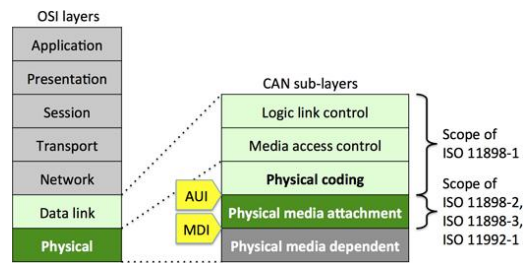 OSI layers
Application
Presentation
Session
Transport
Network
Data link
Physical
CAN sub-layers
Logic link control
Media access control
Physical coding
Physical media attachment
Physical media dependent
AUI
MDI
Scope of
ISO 11898-1
Scope of
ISO 11898-2,
ISO 11898-3,
ISO 11992-1